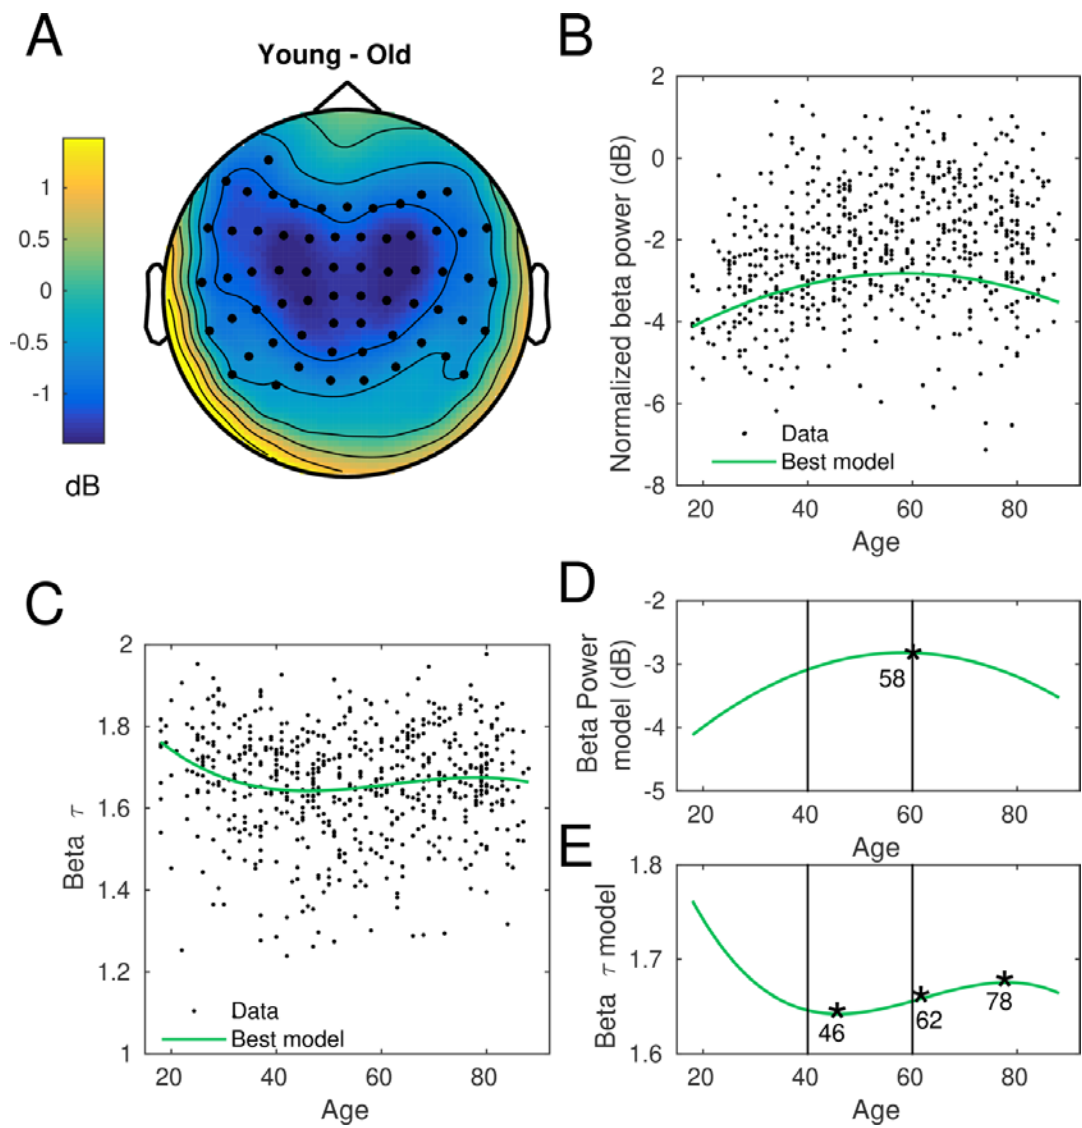 A
Young - Old
1
0.5
0
-0.5
-1
dB
B
2
0
-2
-4
-6
-8
Normalized beta power (dB)
Data
Best model
20 40 60 80
Age
C
2
1.8
1.6
1.4
1.2
1
Beta τ
Data
Best model
20 40 60 80
Age
D
-2
-3
-4
-5
Beta Power
model (dB)
58
20 40 60 80
Age
E
1.8
1.7
1.6
Beta τ model
46
62
78
20 40 60 80
Age